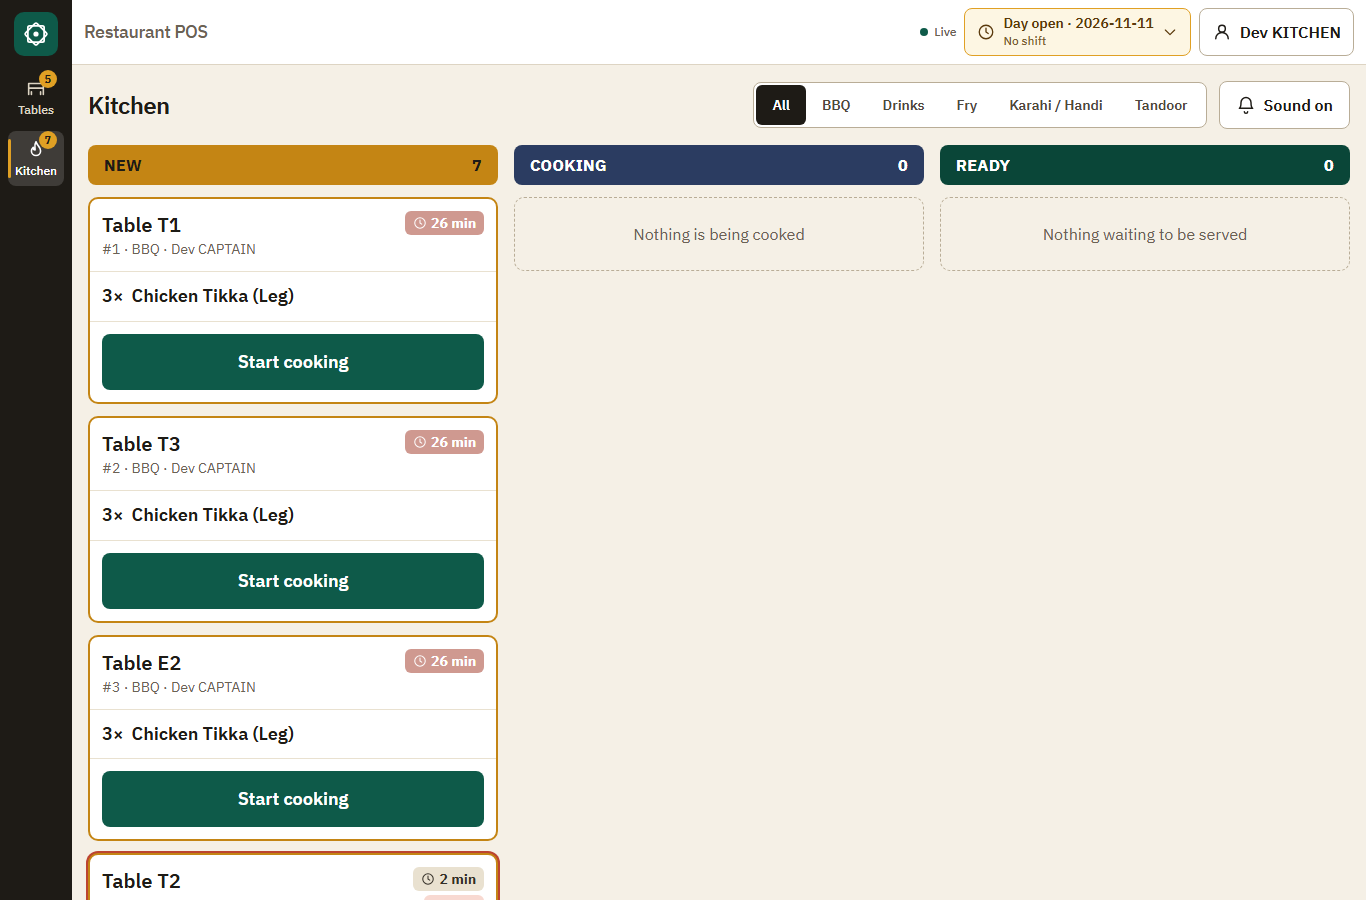 Restaurant POS
Live
Day open · 2026-11-11
No shift
Dev KITCHEN
5
Tables
7
Kitchen
Kitchen
All
BBQ
Drinks
Fry
Karahi / Handi
Tandoor
Sound on
NEW
7
COOKING
0
READY
0
Table T1
26 min
#1 · BBQ · Dev CAPTAIN
3× Chicken Tikka (Leg)
Start cooking
Table T3
26 min
#2 · BBQ · Dev CAPTAIN
3× Chicken Tikka (Leg)
Start cooking
Table E2
26 min
#3 · BBQ · Dev CAPTAIN
3× Chicken Tikka (Leg)
Start cooking
Table T2
2 min
Nothing is being cooked
Nothing waiting to be served